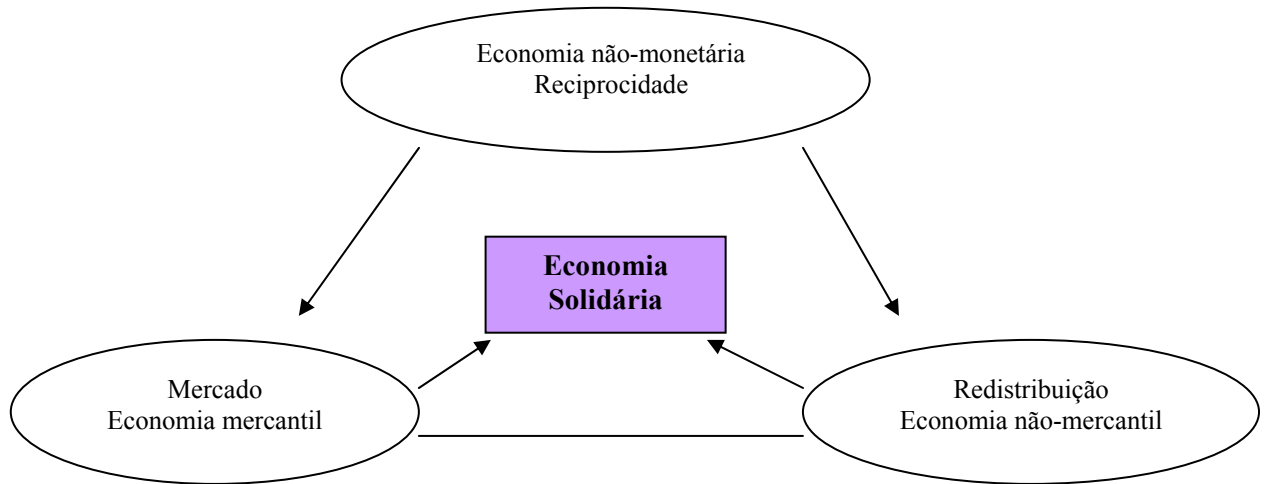 Economia não-monetária
Reciprocidade
Economia
Solidária
Mercado
Economia mercantil
Redistribuição
Economia não-mercantil